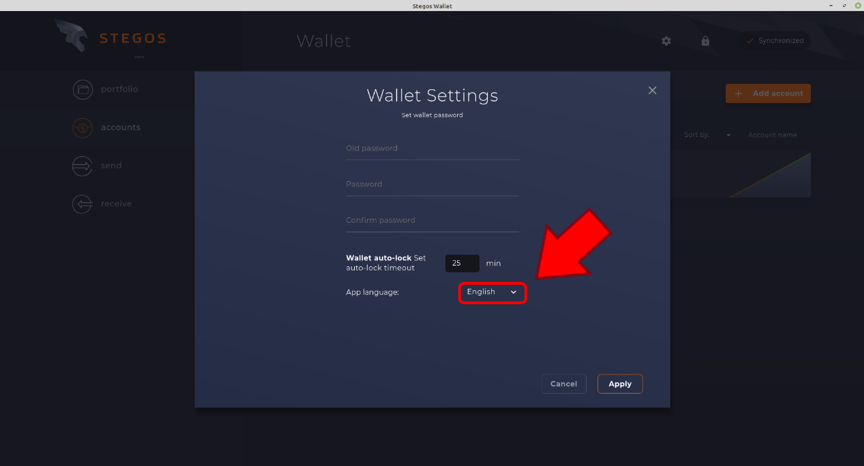 Stegos Wallet
STEGOS
Wallet
Synchronized
portfolio
accounts
send
receive
+ Add account
Sort by:
Account name
Wallet Settings
Set wallet password
Old password
Password
Confirm password
Wallet auto-lock Set
auto-lock timeout
25 min
App language:
English
Cancel
Apply